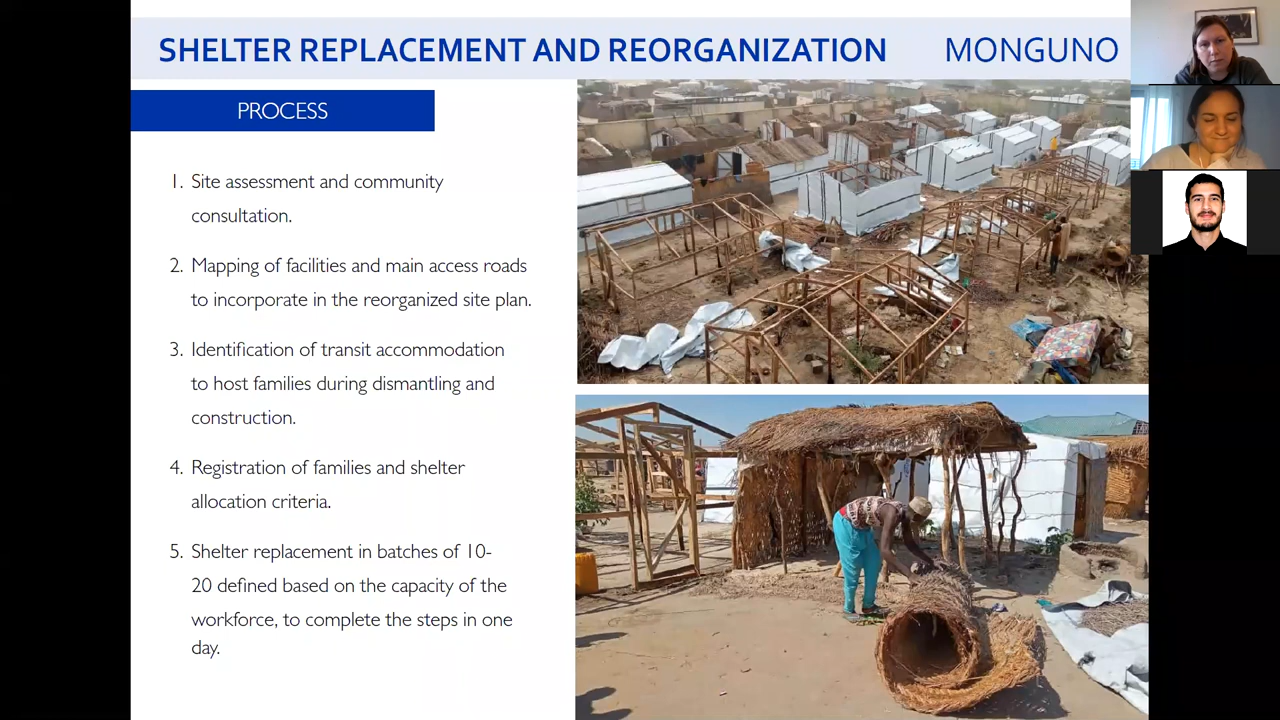 SHELTER REPLACEMENT AND REORGANIZATION MONGUNO
PROCESS
1. Site assessment and community
consultation.
2. Mapping of facilities and main access roads
to incorporate in the reorganized site plan.
3. Identification of transit accommodation
to host families during dismantling and
construction.
4. Registration of families and shelter
allocation criteria.
5. Shelter replacement in batches of 10-
20 defined based on the capacity of the
workforce, to complete the steps in one
day.